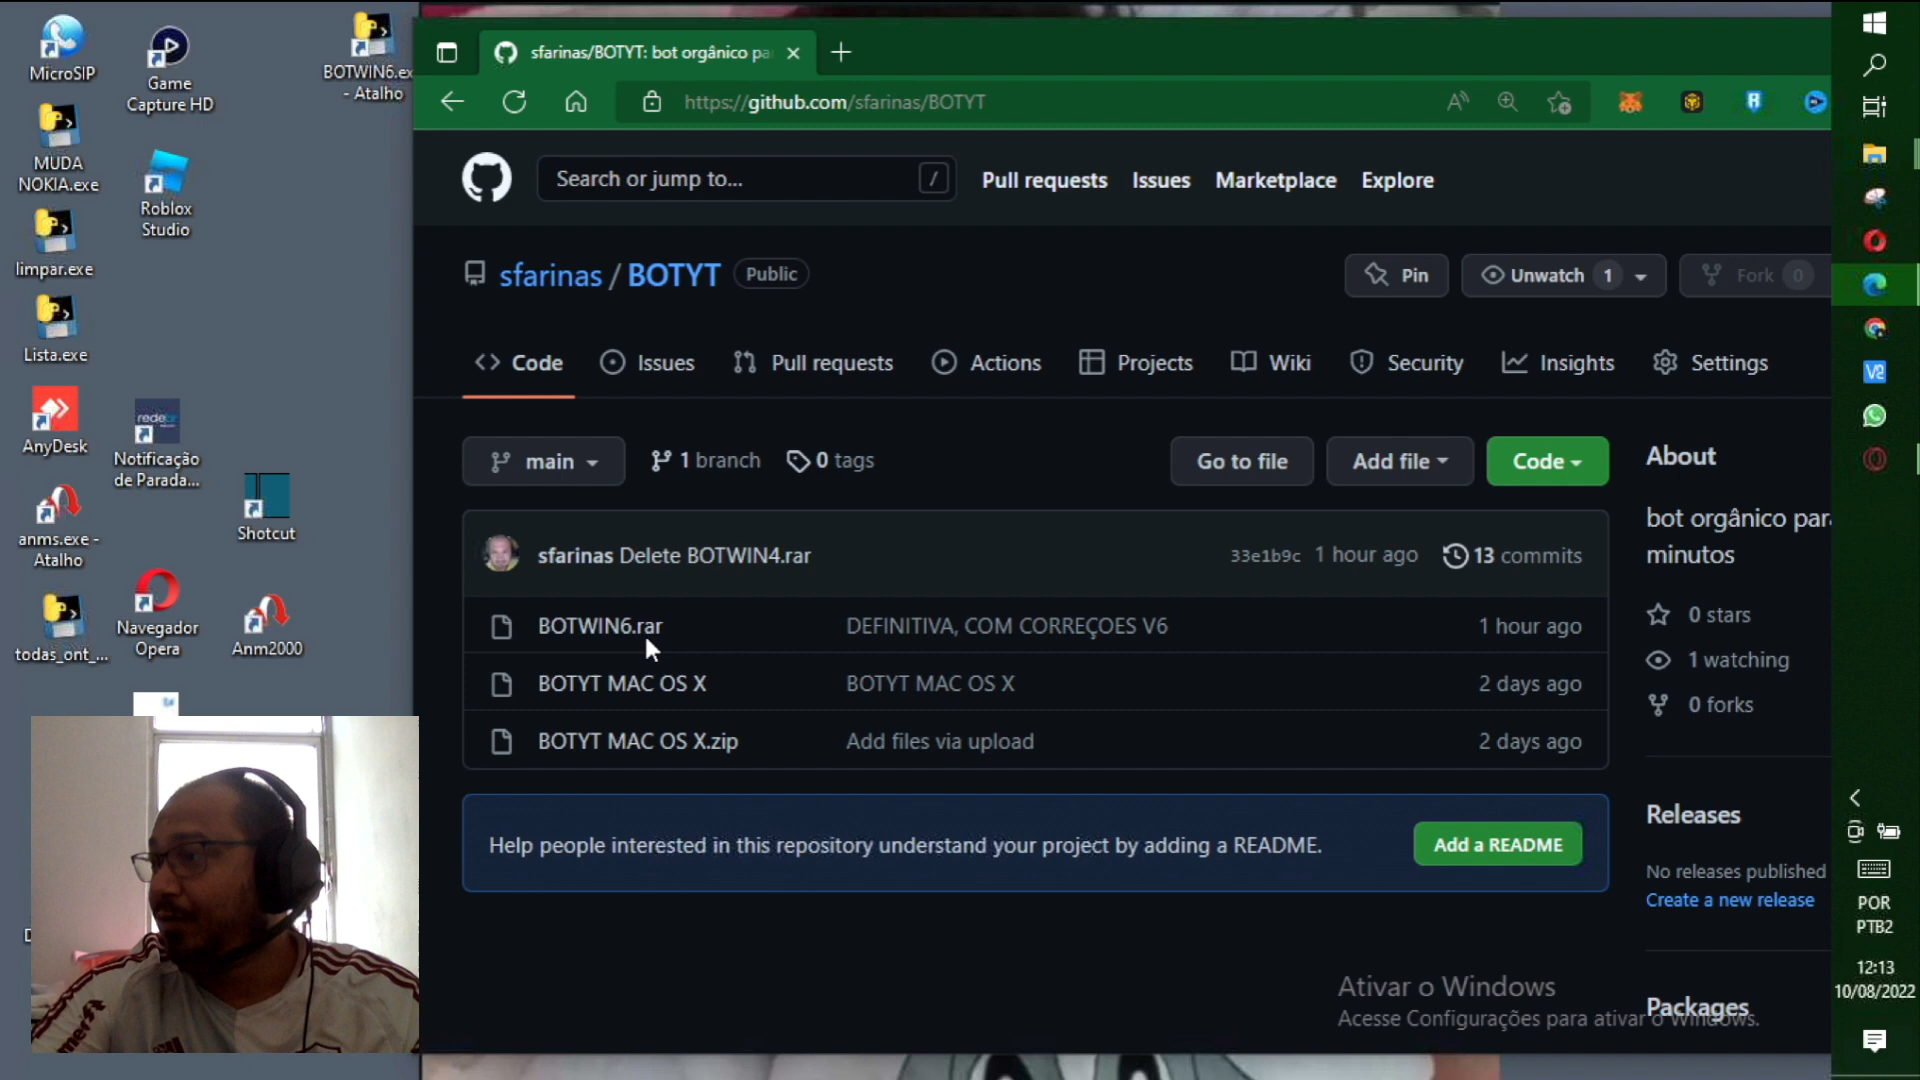 MicroSIP
Game
Capture HD
BOTWIN6.ex
- Atalho
MUDA
NOKIA.exe
Roblox
Studio
limpar.exe
Lista.exe
AnyDesk
Notificação
de Parada...
Shotcut
anms.exe -
Atalho
Navegador
Opera
Anm2000
todas_ont_...
sfarinas/BOTYT: bot orgânico pa
https://github.com/sfarinas/BOTYT
Search or jump to...
/
Pull requests
Issues
Marketplace
Explore
sfarinas / BOTYT
Public
Pin
Unwatch 1
Fork 0
Code
Issues
Pull requests
Actions
Projects
Wiki
Security
Insights
Settings
main
1 branch
0 tags
Go to file
Add file
Code
sfarinas Delete BOTWIN4.rar
33e1b9c 1 hour ago
13 commits
BOTWIN6.rar
DEFINITIVA, COM CORREÇOES V6
1 hour ago
BOTYT MAC OS X
BOTYT MAC OS X
2 days ago
BOTYT MAC OS X.zip
Add files via upload
2 days ago
Help people interested in this repository understand your project by adding a README.
Add a README
About
bot orgânico par
minutos
0 stars
1 watching
0 forks
Releases
No releases published
Create a new release
Packages
Ativar o Windows
Acesse Configurações para ativar o Windows.
POR
PTB2
12:13
10/08/2022